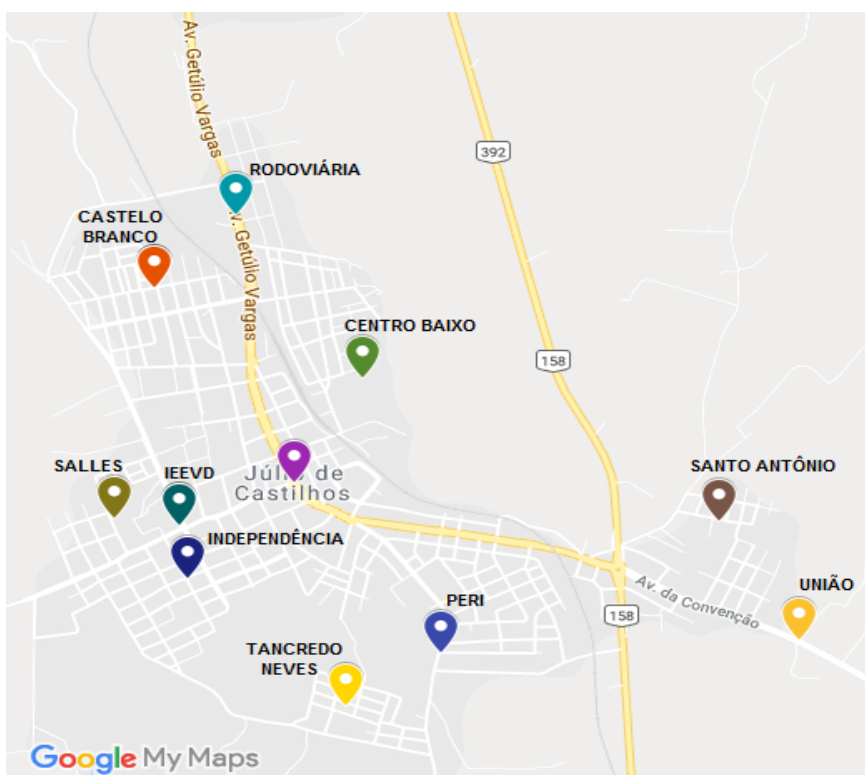 Av. Getúlio Vargas
392
RODOVIÁRIA
CASTELO
BRANCO
Av. Getúlio Vargas
CENTRO BAIXO
158
SALLES
IEEVD
Júlio de
Castilhos
SANTO ANTÔNIO
INDEPENDÊNCIA
Av. da Convenção
UNIÃO
PERI
158
TANCREDO
NEVES
Google My Maps